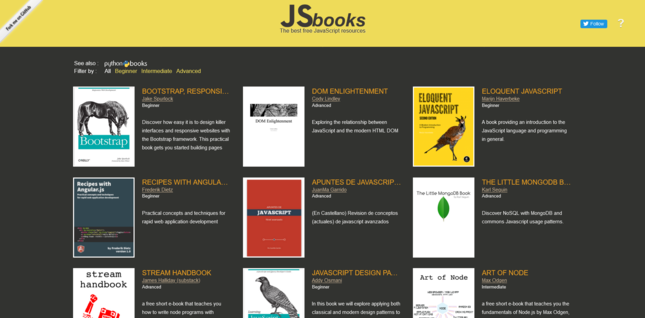 Fork me on GitHub
JSbooks
The best free JavaScript resources
Follow
?
See also : pythonbooks
Filter by : All Beginner Intermediate Advanced
Bootstrap
O'REILLY
BOOTSTRAP, RESPONSI…
Jake Spurlock
Beginner
Discover how easy it is to design killer
interfaces and responsive websites with
the Bootstrap framework. This practical
book gets you started building pages
DOM Enlightenment
DOM ENLIGHTENMENT
Cody Lindley
Advanced
Exploring the relationship between
JavaScript and the modern HTML DOM
ELOQUENT
JAVASCRIPT
SECOND EDITION
ELOQUENT JAVASCRIPT
Marijn Haverbeke
Beginner
A book providing an introduction to the
JavaScript language and programming
in general
Recipes with
Angular.js
by Frederik Dietz
RECIPES WITH ANGULA…
Frederik Dietz
Beginner
Practical concepts and techniques for
rapid web application development
JAVASCRIPT
APUNTES DE JAVASCRIP…
JuanMa Garrido
Advanced
(En Castellano) Revisión de conceptos
(actuales) de javascript avanzados
The Little MongoDB Book
THE LITTLE MONGODB B…
Karl Seguin
Advanced
Discover NoSQL with MongoDB and
commons Javascript usage patterns.
stream
handbook
STREAM HANDBOOK
James Halliday (substack)
Advanced
a free short e-book that teaches you
how to write node programs with
JAVASCRIPT DESIGN PA…
Addy Osmani
Beginner
In this book we will explore applying both
classical and modern design patterns to
Art of Node
ART OF NODE
Max Ogden
Intermediate
a free short e-book that teaches you the
fundamentals of Node.js by Max Ogden,